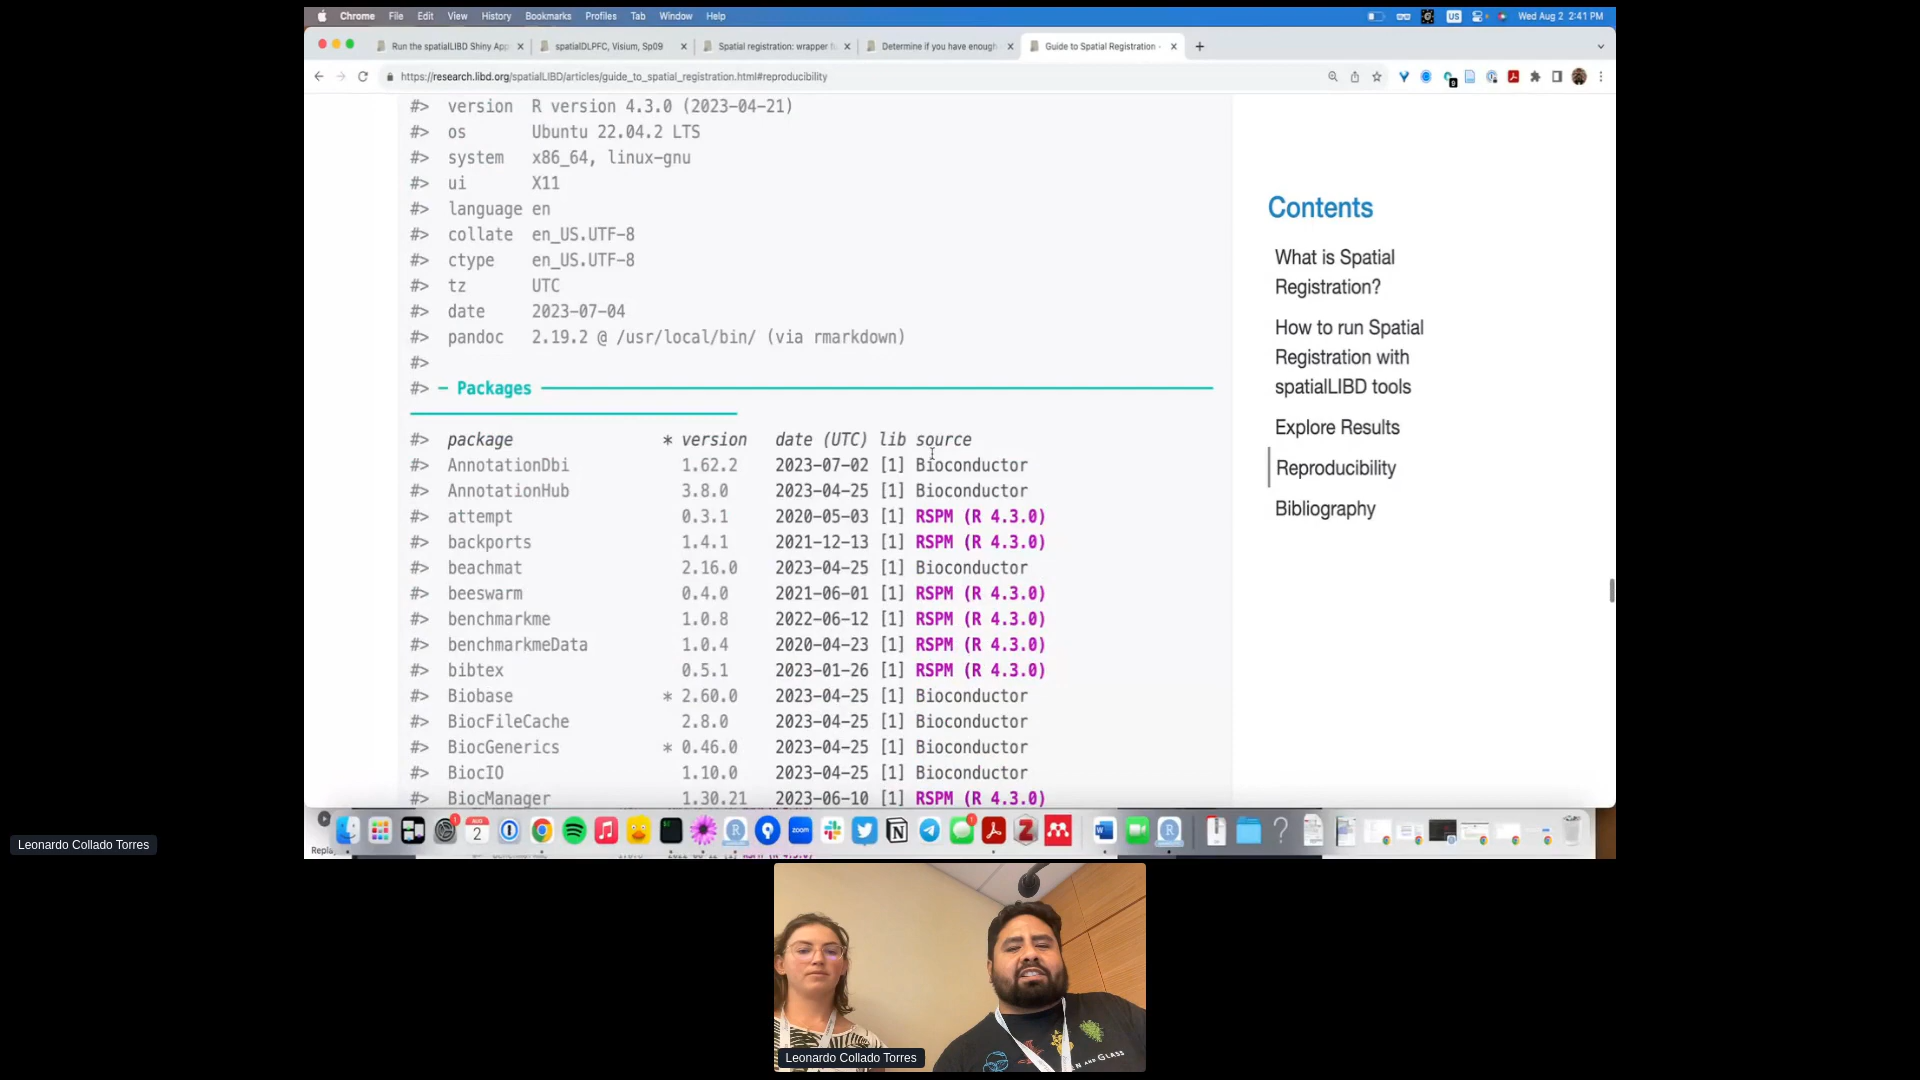 Chrome File Edit View History Bookmarks Profiles Tab Window Help
US Wed Aug 2 2:41 PM
Run the spatialLIBD Shiny App
spatialDLPFC, Visium, Sp09
Spatial registration: wrapper
Determine if you have enough
Guide to Spatial Registration
https://research.libd.org/spatialLIBD/articles/guide_to_spatial_registration.html#reproducibility
#> version R version 4.3.0 (2023-04-21)
#> os Ubuntu 22.04.2 LTS
#> system x86_64, linux-gnu
#> ui X11
#> language en
#> collate en_US.UTF-8
#> ctype en_US.UTF-8
#> tz UTC
#> date 2023-07-04
#> pandoc 2.19.2 @ /usr/local/bin/ (via rmarkdown)
#>
#> — Packages
#> package * version date (UTC) lib source
#> AnnotationDbi 1.62.2 2023-07-02 [1] Bioconductor
#> AnnotationHub 3.8.0 2023-04-25 [1] Bioconductor
#> attempt 0.3.1 2020-05-03 [1] RSPM (R 4.3.0)
#> backports 1.4.1 2021-12-13 [1] RSPM (R 4.3.0)
#> beachmat 2.16.0 2023-04-25 [1] Bioconductor
#> beeswarm 0.4.0 2021-06-01 [1] RSPM (R 4.3.0)
#> benchmarkme 1.0.8 2022-06-12 [1] RSPM (R 4.3.0)
#> benchmarkmeData 1.0.4 2020-04-23 [1] RSPM (R 4.3.0)
#> bibtex 0.5.1 2023-01-26 [1] RSPM (R 4.3.0)
#> Biobase * 2.60.0 2023-04-25 [1] Bioconductor
#> BiocFileCache 2.8.0 2023-04-25 [1] Bioconductor
#> BiocGenerics * 0.46.0 2023-04-25 [1] Bioconductor
#> BiocIO 1.10.0 2023-04-25 [1] Bioconductor
#> BiocManager 1.30.21 2023-06-10 [1] RSPM (R 4.3.0)
Contents
What is Spatial
Registration?
How to run Spatial
Registration with
spatialLIBD tools
Explore Results
Reproducibility
Bibliography
AUG
2
zoom
Repla
Leonardo Collado Torres
AND GLASS
Leonardo Collado Torres